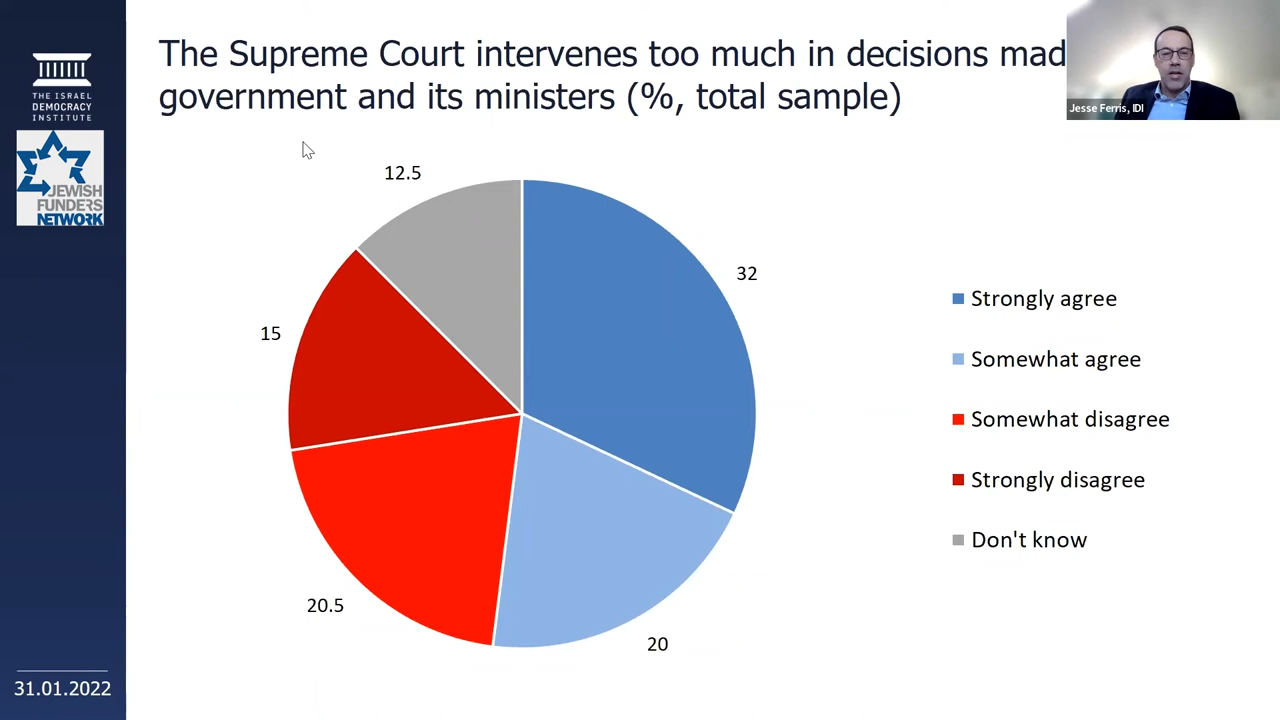 The Supreme Court intervenes too much in decisions mad
government and its ministers (%, total sample)
Jesse Ferris, IDI
THE ISRAEL
DEMOCRACY
INSTITUTE
JEWISH
FUNDERS
NETWORK
12.5
32
15
20.5
20
Strongly agree
Somewhat agree
Somewhat disagree
Strongly disagree
Don't know
31.01.2022